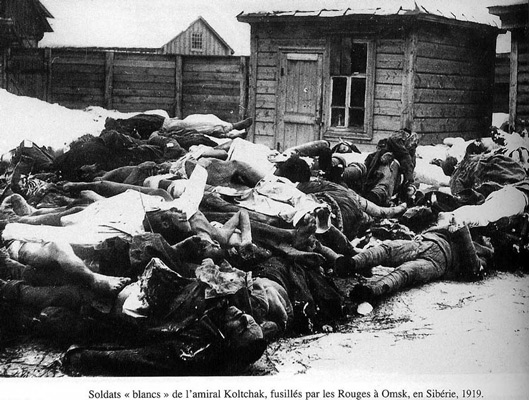 Soldats « blancs » de l'amiral Koltchak, fusillés par les Rouges à Omsk, en Sibérie, 1919.